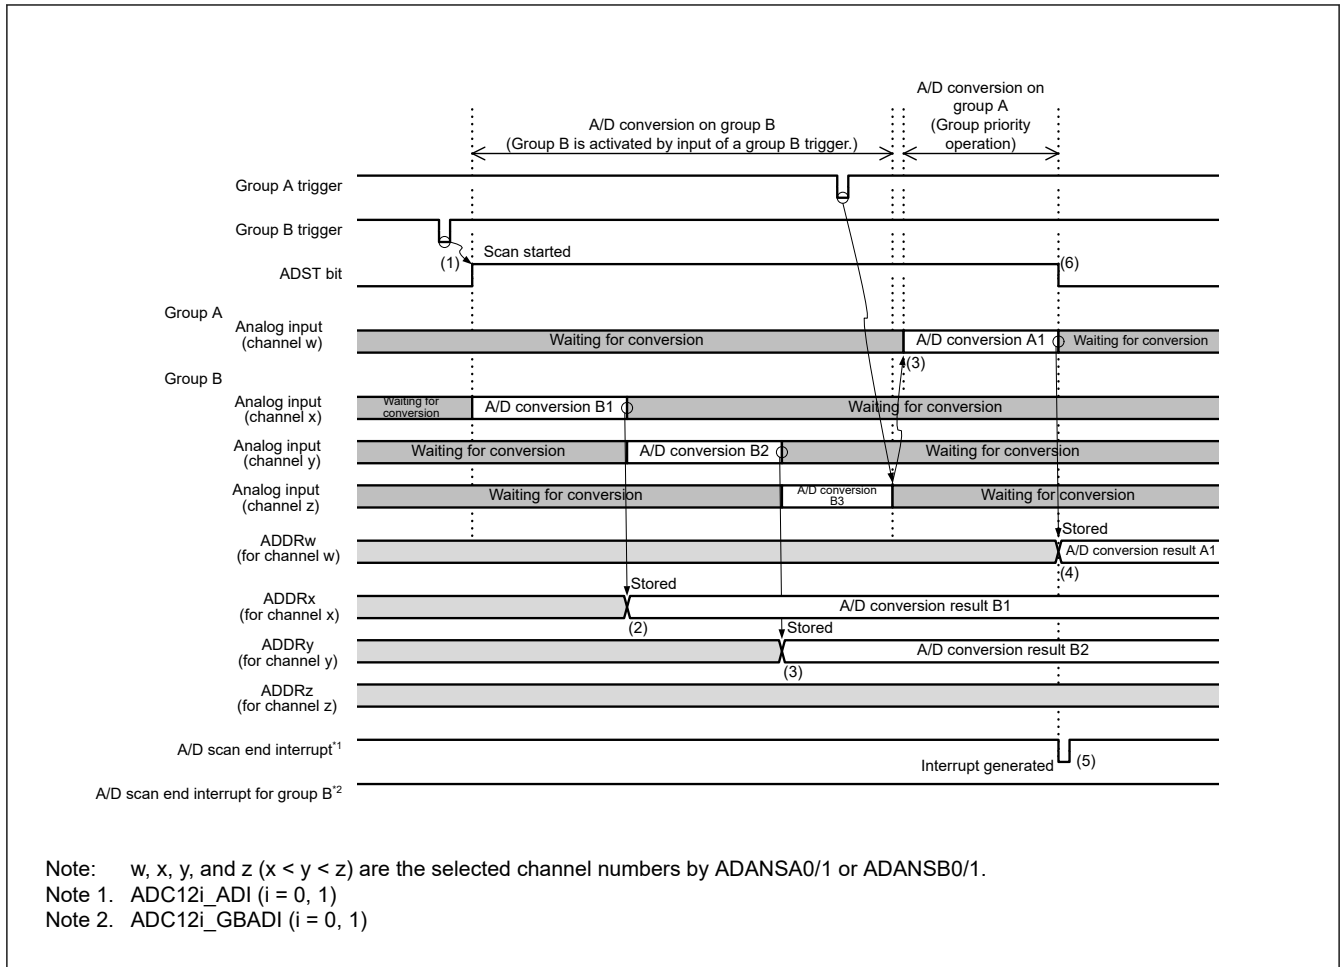 A/D conversion on
group A
(Group priority
operation)
A/D conversion on group B
(Group B is activated by input of a group B trigger.)
Group A trigger
Group B trigger
(1)
Scan started
ADST bit
(6)
Group A
Analog input
(channel w)
Waiting for conversion
A/D conversion A1
Waiting for conversion
(3)
Group B
Analog input
(channel x)
Waiting for
conversion
A/D conversion B1
Waiting for conversion
Analog input
(channel y)
Waiting for conversion
A/D conversion B2
Waiting for conversion
Analog input
(channel z)
Waiting for conversion
A/D conversion
B3
Waiting for conversion
Stored
ADDRw
(for channel w)
A/D conversion result A1
(4)
Stored
ADDRx
(for channel x)
A/D conversion result B1
(2)
Stored
ADDRy
(for channel y)
A/D conversion result B2
(3)
ADDRz
(for channel z)
A/D scan end interrupt*1
Interrupt generated
(5)
A/D scan end interrupt for group B*2
Note: w, x, y, and z (x < y < z) are the selected channel numbers by ADANSA0/1 or ADANSB0/1.
Note 1. ADC12i_ADI (i = 0, 1)
Note 2. ADC12i_GBADI (i = 0, 1)